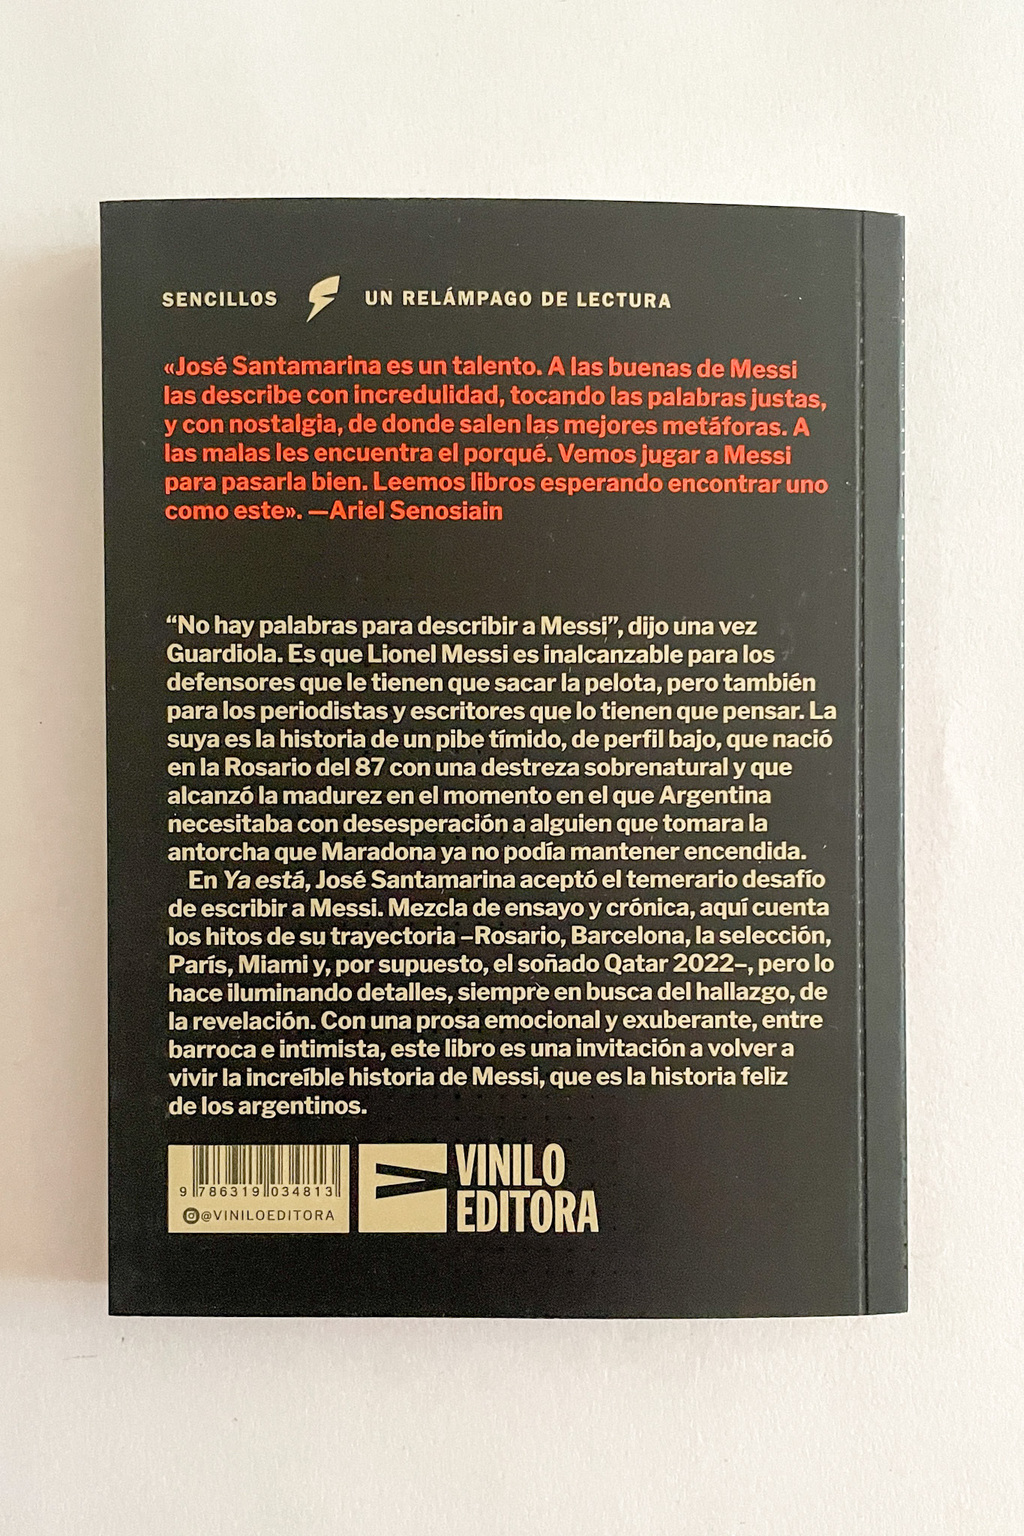 SENCILLOS UN RELÁMPAGO DE LECTURA
«José Santamarina es un talento. A las buenas de Messi
las describe con incredulidad, tocando las palabras justas,
y con nostalgia, de donde salen las mejores metáforas. A
las malas les encuentra el porqué. Vemos jugar a Messi
para pasarla bien. Leemos libros esperando encontrar uno
como este». —Ariel Senosiain
“No hay palabras para describir a Messi”, dijo una vez
Guardiola. Es que Lionel Messi es inalcanzable para los
defensores que le tienen que sacar la pelota, pero también
para los periodistas y escritores que lo tienen que pensar. La
suya es la historia de un pibe tímido, de perfil bajo, que nació
en la Rosario del 87 con una destreza sobrenatural y que
alcanzó la madurez en el momento en el que Argentina
necesitaba con desesperación a alguien que tomara la
antorcha que Maradona ya no podía mantener encendida.
En Ya está, José Santamarina aceptó el temerario desafío
de escribir a Messi. Mezcla de ensayo y crónica, aquí cuenta
los hitos de su trayectoria –Rosario, Barcelona, la selección,
París, Miami y, por supuesto, el soñado Qatar 2022–, pero lo
hace iluminando detalles, siempre en busca del hallazgo, de
la revelación. Con una prosa emocional y exuberante, entre
barroca e intimista, este libro es una invitación a volver a
vivir la increíble historia de Messi, que es la historia feliz
de los argentinos.
9 786319 034813
@VINILOEDITORA
VINILO
EDITORA